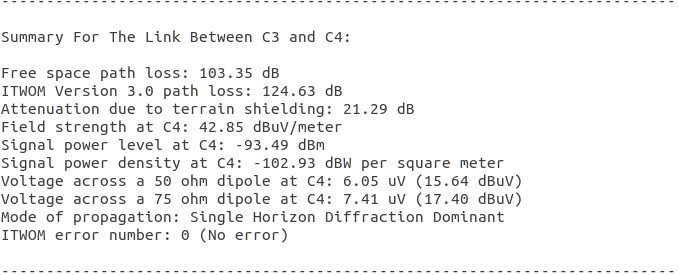 ---------------------------------------------------------------------------
Summary For The Link Between C3 and C4:
Free space path loss: 103.35 dB
ITWOM Version 3.0 path loss: 124.63 dB
Attenuation due to terrain shielding: 21.29 dB
Field strength at C4: 42.85 dBuV/meter
Signal power level at C4: -93.49 dBm
Signal power density at C4: -102.93 dBW per square meter
Voltage across a 50 ohm dipole at C4: 6.05 uV (15.64 dBuV)
Voltage across a 75 ohm dipole at C4: 7.41 uV (17.40 dBuV)
Mode of propagation: Single Horizon Diffraction Dominant
ITWOM error number: 0 (No error)
---------------------------------------------------------------------------